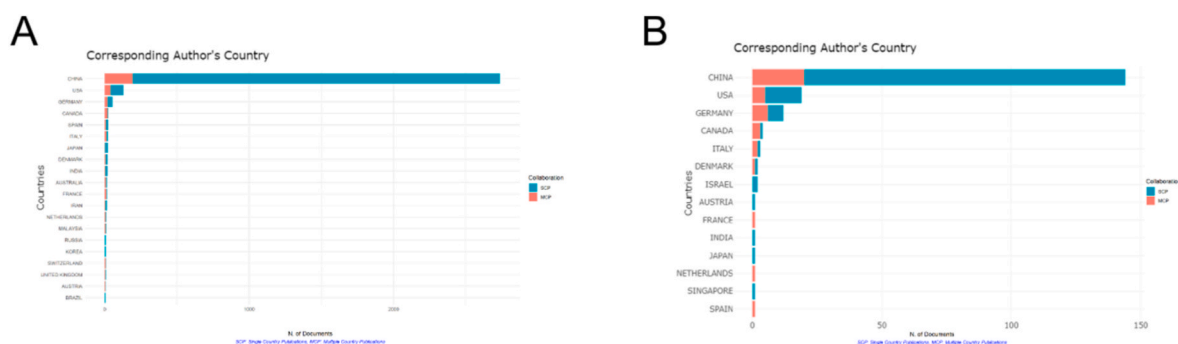 A
Corresponding Author's Country
CHINA
USA
GERMANY
CANADA
SPAIN
ITALY
JAPAN
DENMARK
INDIA
AUSTRALIA
FRANCE
IRAN
NETHERLANDS
MALAYSIA
RUSSIA
KOREA
SWITZERLAND
UNITED KINGDOM
AUSTRIA
BRAZIL
Countries
0
1000
2000
N. of Documents
SCP: Single Country Publications, MCP: Multiple Country Publications
Collaboration
SCP
MCP
B
Corresponding Author's Country
CHINA
USA
GERMANY
CANADA
ITALY
DENMARK
ISRAEL
AUSTRIA
FRANCE
INDIA
JAPAN
NETHERLANDS
SINGAPORE
SPAIN
Countries
0
50
100
150
N. of Documents
SCP: Single Country Publications, MCP: Multiple Country Publications
Collaboration
SCP
MCP